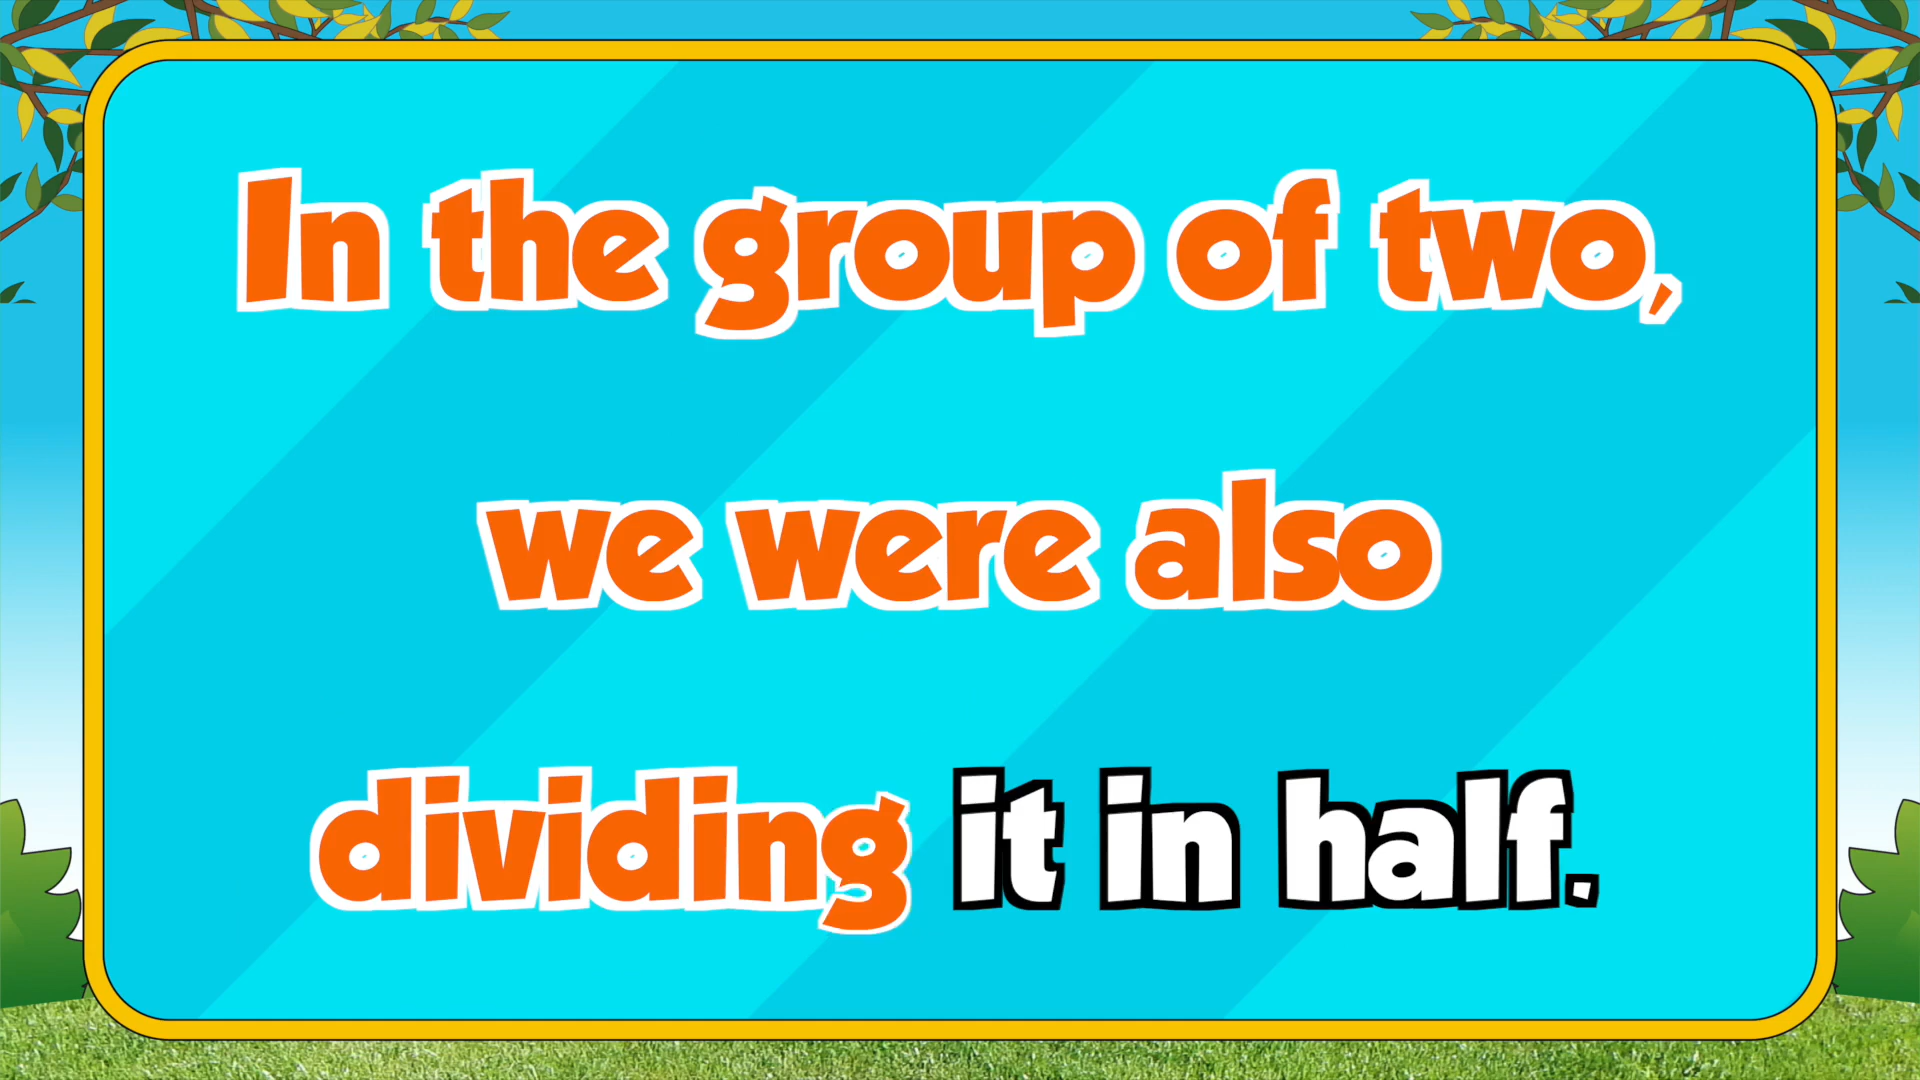 In the group of two,
we were also
dividing it in half.